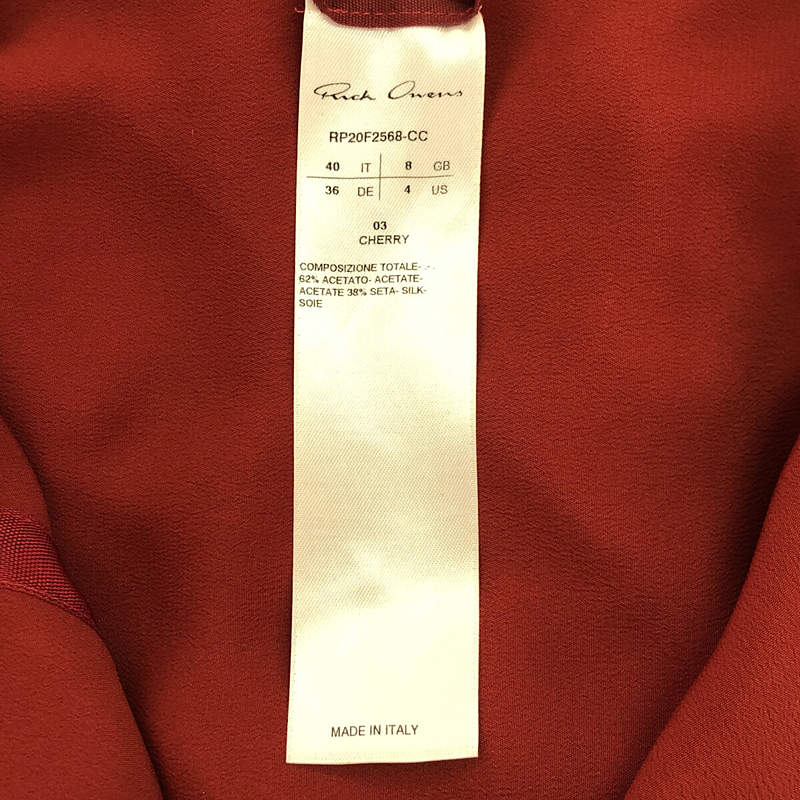 Rick Owens
RP20F2568-CC
40 IT 8 GB
36 DE 4 US
03
CHERRY
COMPOSIZIONE TOTALE-
62% ACETATO- ACETATE-
ACETATE 38% SETA- SILK-
SOIE
MADE IN ITALY